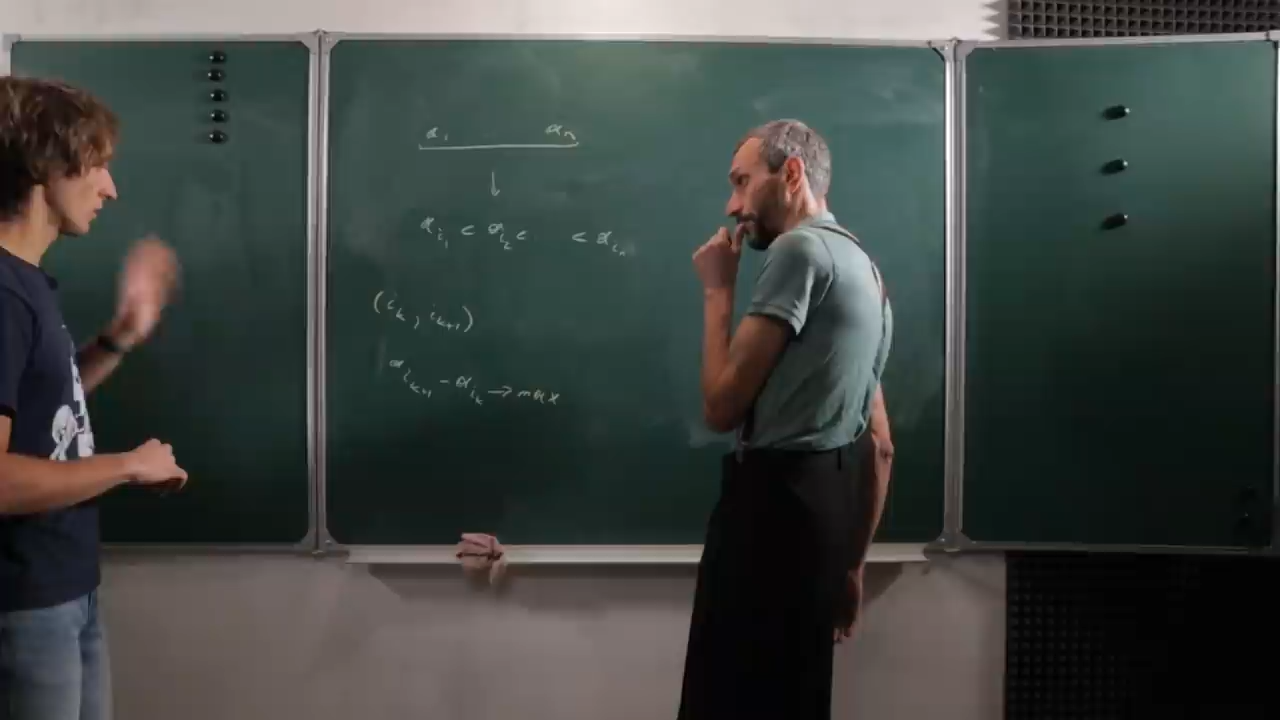 a₁ aₙ
↓
a_{i₁} < a_{i₂} < < a_{iₙ}
(i_k, i_{k+1})
a_{i_{k+1}} - a_{i_k} → max